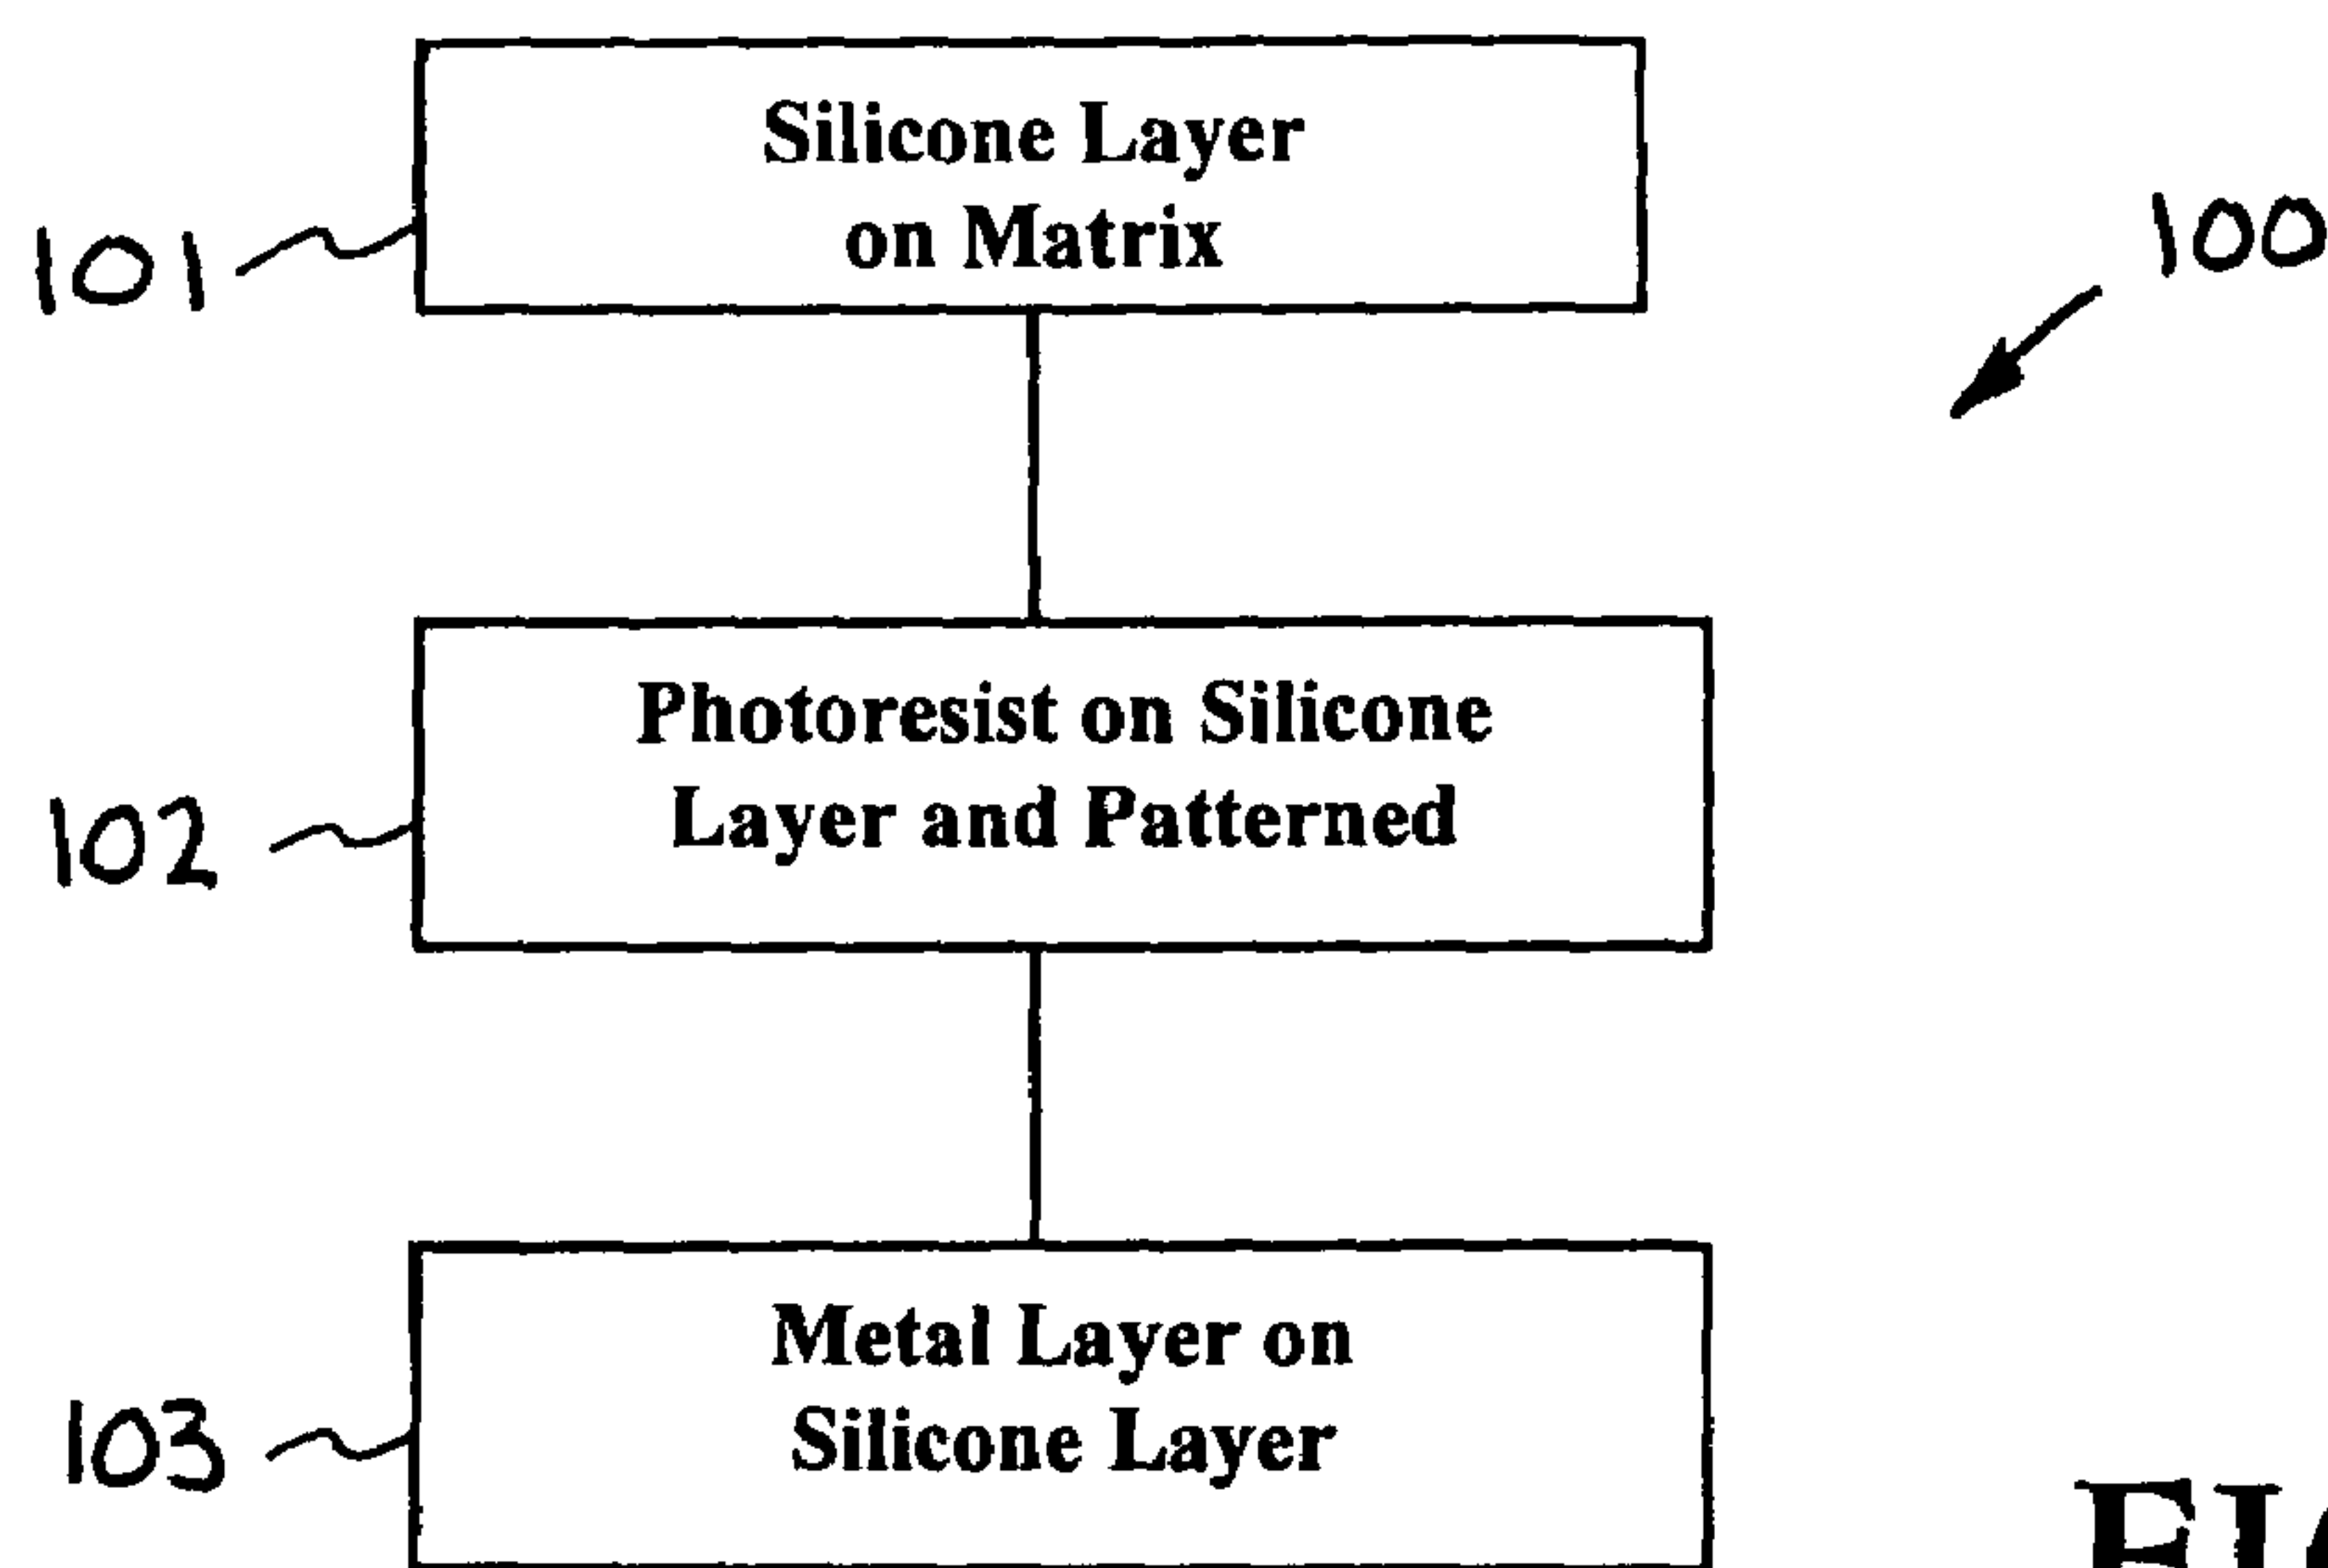 Silicone Layer
on Matrix
101
100
Photoresist on Silicone
Layer and Patterned
102
Metal Layer on
Silicone Layer
103